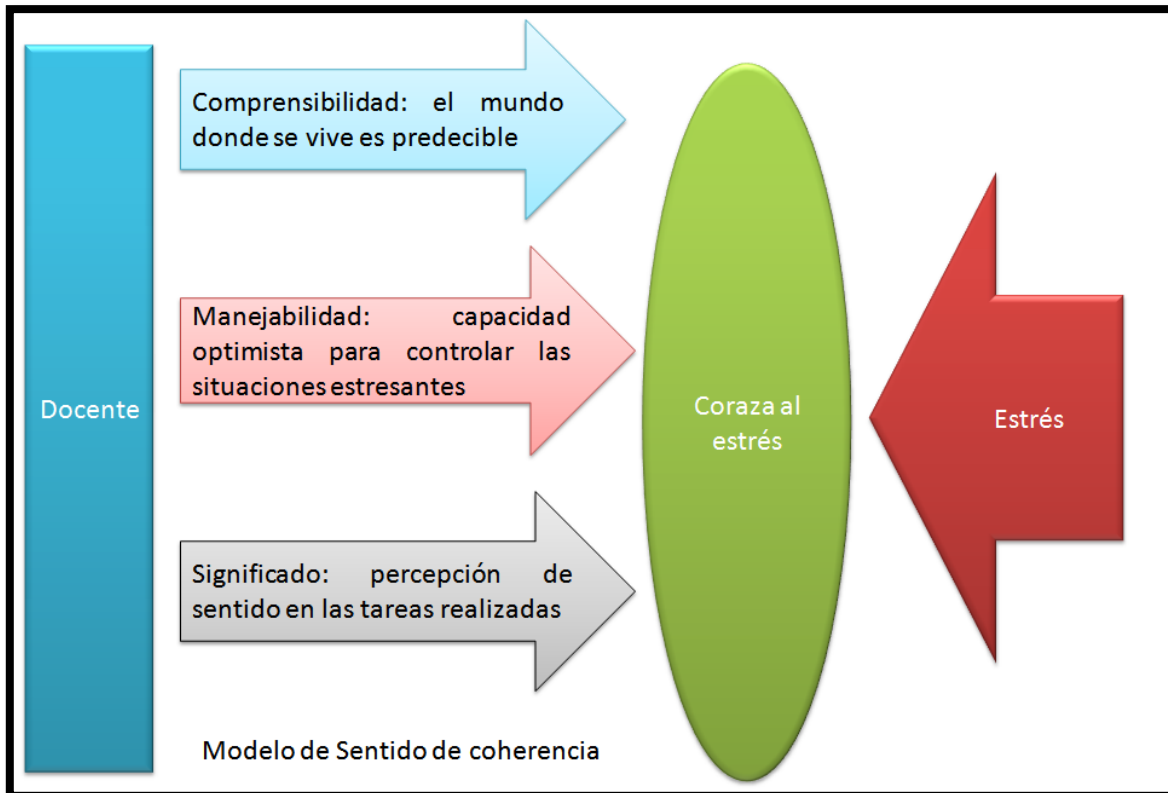 Docente
Comprensibilidad: el mundo
donde se vive es predecible
Manejabilidad: capacidad
optimista para controlar las
situaciones estresantes
Significado: percepción de
sentido en las tareas realizadas
Modelo de Sentido de coherencia
Coraza al
estrés
Estrés